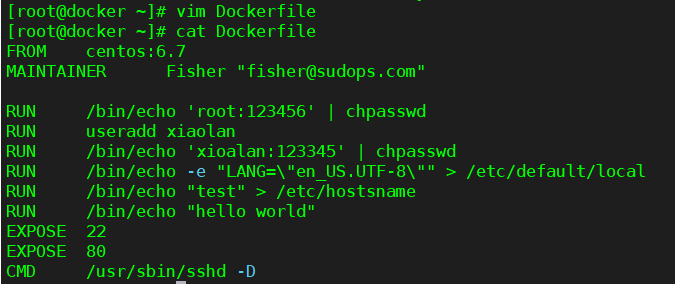 [root@docker ~]# vim Dockerfile
[root@docker ~]# cat Dockerfile
FROM    centos:6.7
MAINTAINER      Fisher "fisher@sudops.com"
RUN     /bin/echo 'root:123456' | chpasswd
RUN     useradd xiaolan
RUN     /bin/echo 'xioalan:123345' | chpasswd
RUN     /bin/echo -e "LANG=\"en_US.UTF-8\"" > /etc/default/local
RUN     /bin/echo "test" > /etc/hostsname
RUN     /bin/echo "hello world"
EXPOSE  22
EXPOSE  80
CMD     /usr/sbin/sshd -D